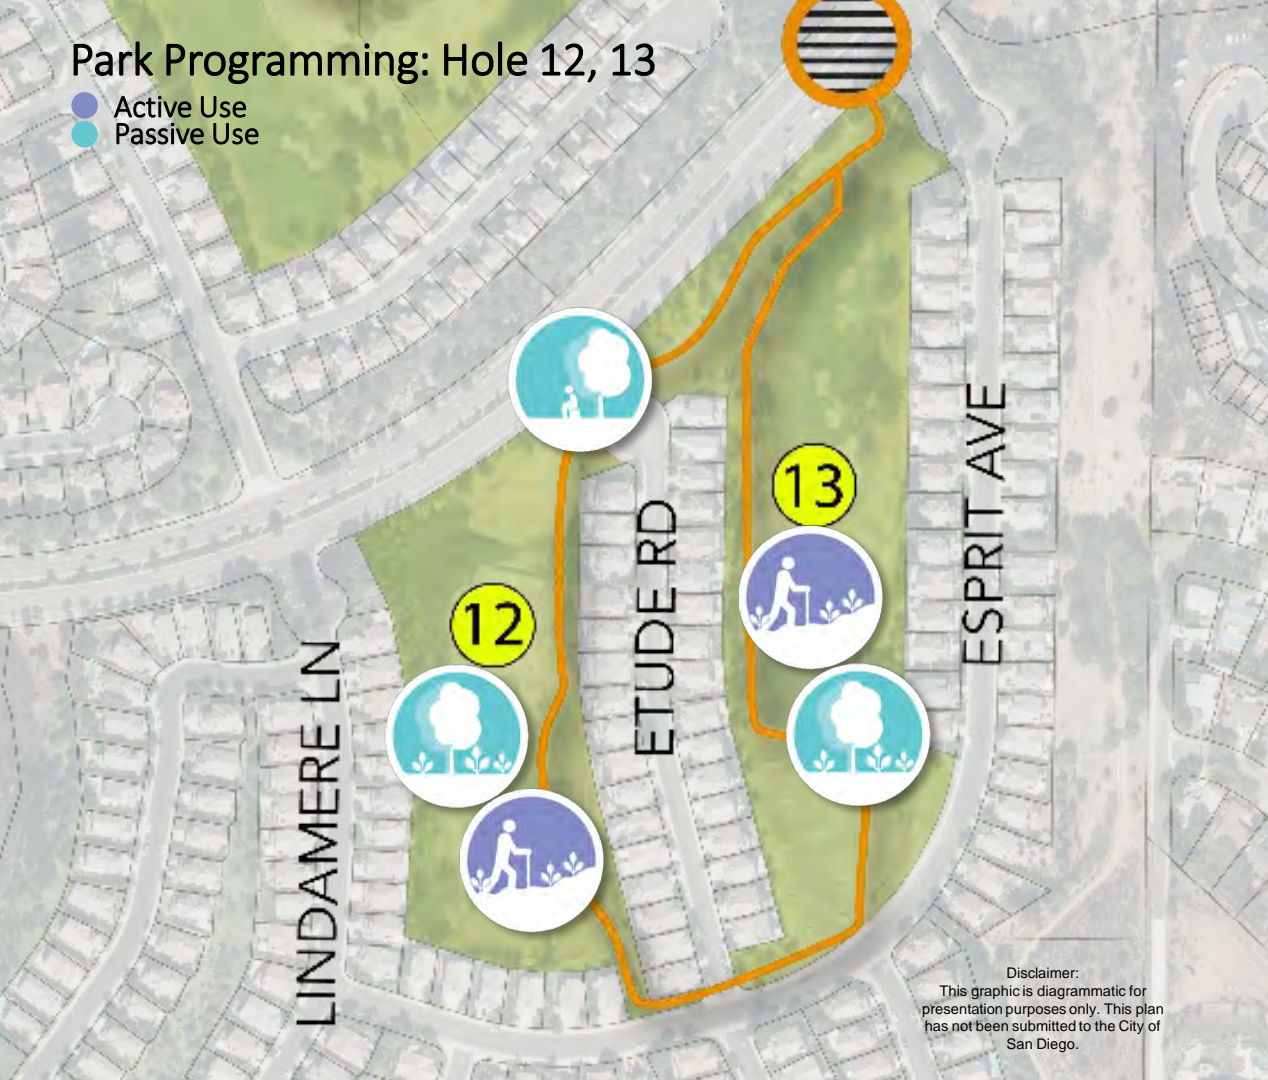 Park Programming: Hole 12, 13
Active Use
Passive Use
13
12
ETUDE RD
ESPRIT AVE
LINDAMERE LN
Disclaimer:
This graphic is diagrammatic for
presentation purposes only. This plan
has not been submitted to the City of
San Diego.